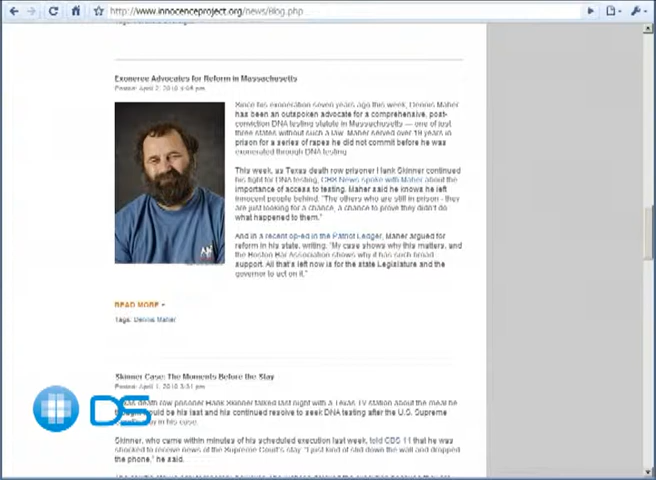 http://www.innocenceproject.org/news/Blog.php
Exoneree Advocates for Reform in Massachusetts
Posted: April 2, 2010 4:05 pm
Since his exoneration seven years ago this week, Dennis Maher
has been an outspoken advocate for a comprehensive, post-
conviction DNA testing statute in Massachusetts — one of just
three states without such a law. Maher served over 19 years in
prison for a series of rapes he did not commit before he was
exonerated through DNA testing.
This week, as Texas death row prisoner Hank Skinner continued
his fight for DNA testing, CBS News spoke with Maher about the
importance of access to testing. Maher said he knows he left
innocent people behind. "The others who are still in prison - they
are just looking for a chance, a chance to prove they didn't do
what happened to them."
And in a recent op-ed in the Patriot Ledger, Maher argued for
reform in his state, writing: "My case shows why this matters, and
the Boston Bar Association shows why it has such broad
support. All that's left now is for the state Legislature and the
governor to act on it."
READ MORE
Tags: Dennis Maher
Skinner Case: The Moments Before the Stay
Posted: April 1, 2010 3:31 pm
Texas death row prisoner Hank Skinner talked last night with a Texas TV station about the meal he
would be his last and his continued resolve to seek DNA testing after the U.S. Supreme
in his case.
DS
Skinner, who came within minutes of his scheduled execution last week, told CBS 11 that he was
shocked to receive news of the Supreme Court's stay. "I just kind of slid down the wall and dropped
the phone," he said.